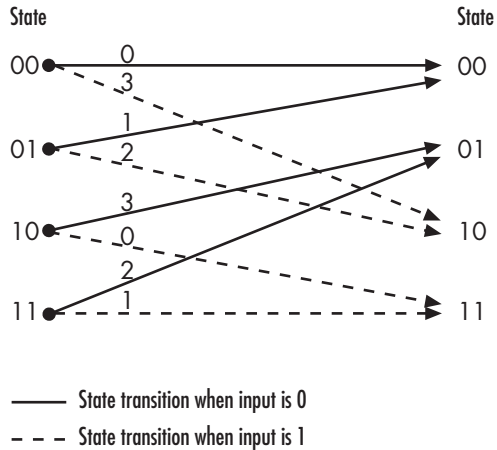 State State
00 0 00
3
1
01 01
2
3
10 0 10
2
11 1 11
State transition when input is 0
State transition when input is 1